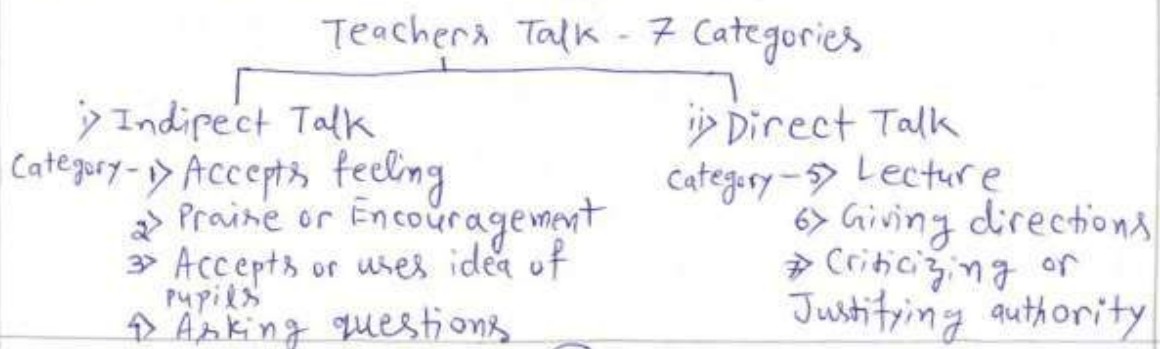 Teachers Talk - 7 Categories
i) Indirect Talk
Category - 1) Accepts feeling
2) Praise or Encouragement
3) Accepts or uses idea of
pupils
4) Asking questions
ii) Direct Talk
Category - 5) Lecture
6) Giving directions
7) Criticizing or
Justifying authority